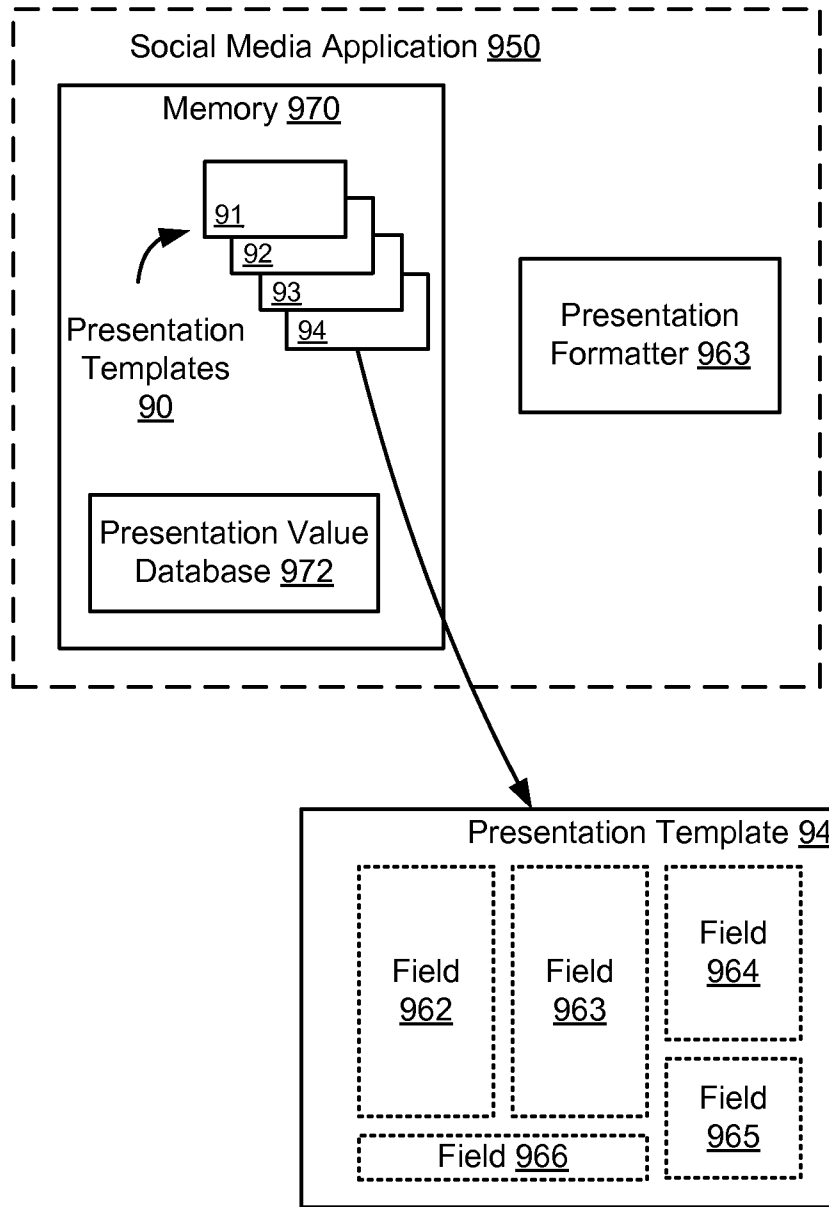 Social Media Application 950
Memory 970
91
92
93
94
Presentation
Templates
90
Presentation
Formatter 963
Presentation Value
Database 972
Presentation Template 94
Field
962
Field
963
Field
964
Field
965
Field 966